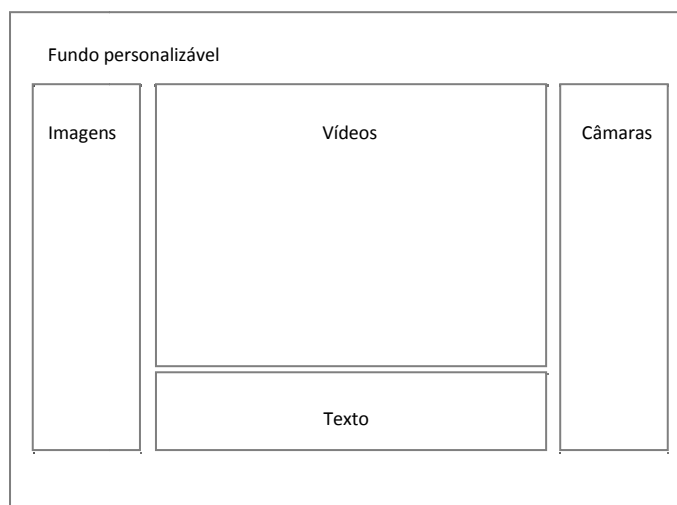 Fundo personalizável
Imagens
Vídeos
Câmaras
Texto